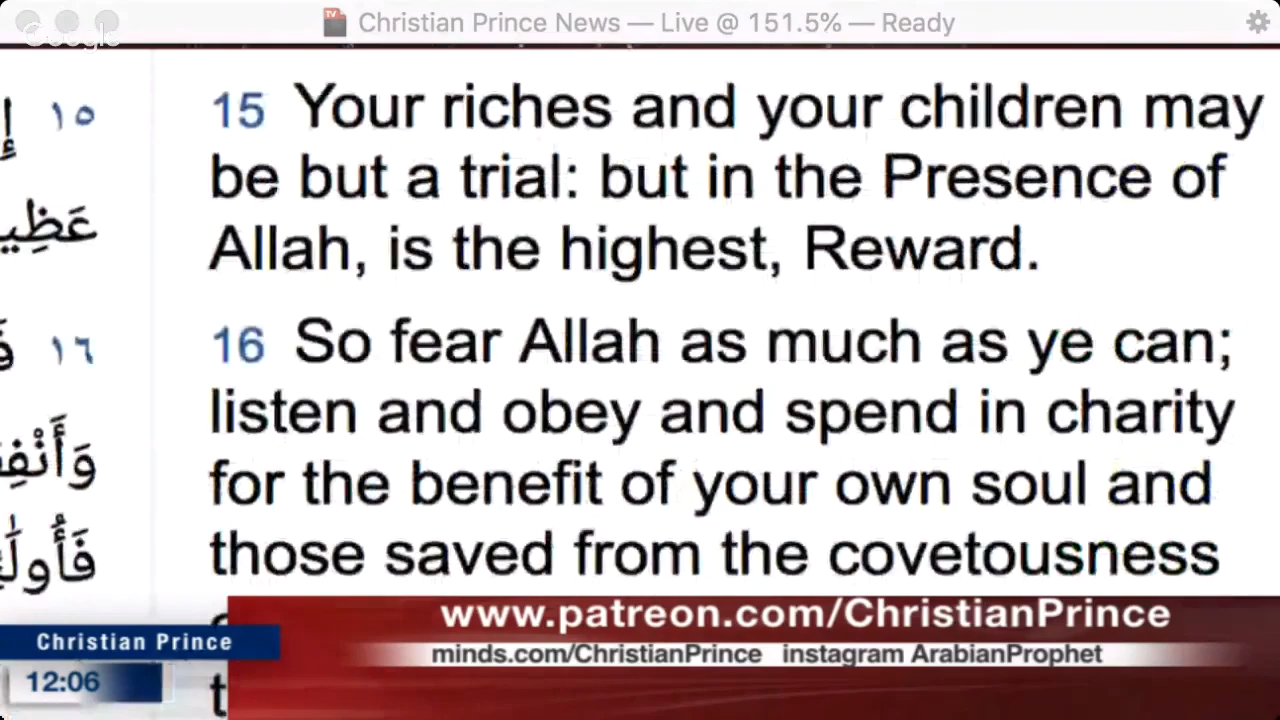 Christian Prince News — Live @ 151.5% — Ready
Google
١٥
15 Your riches and your children may
be but a trial: but in the Presence of
Allah, is the highest, Reward.
١٦
16 So fear Allah as much as ye can;
listen and obey and spend in charity
for the benefit of your own soul and
those saved from the covetousness
www.patreon.com/ChristianPrince
minds.com/ChristianPrince instagram ArabianProphet
Christian Prince
12:06